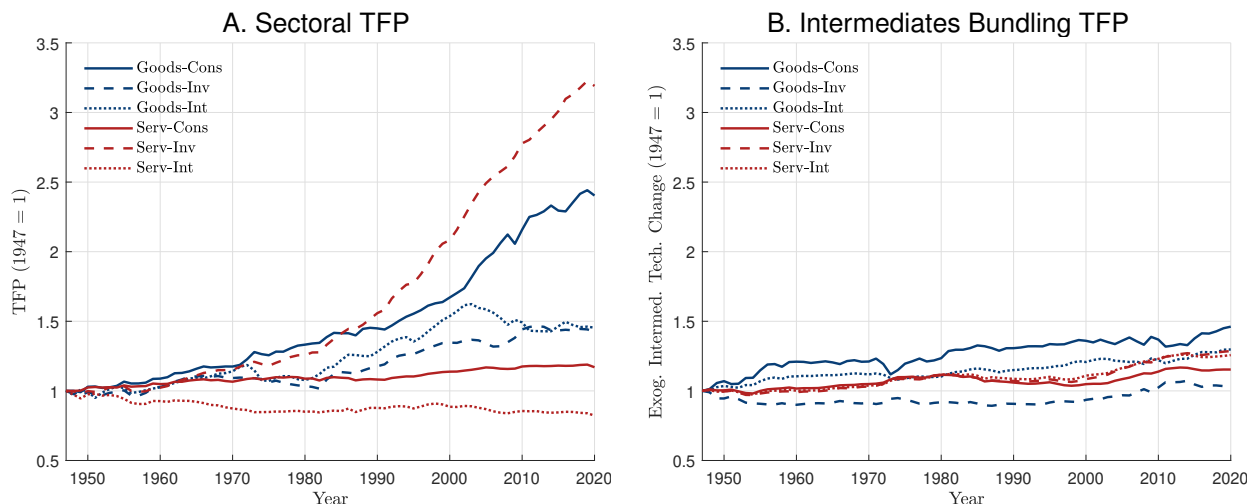 A. Sectoral TFP
3.5
3
2.5
2
1.5
1
0.5
TFP (1947 = 1)
Goods-Cons
Goods-Inv
Goods-Int
Serv-Cons
Serv-Inv
Serv-Int
1950 1960 1970 1980 1990 2000 2010 2020
Year
B. Intermediates Bundling TFP
3.5
3
2.5
2
1.5
1
0.5
Exog. Intermed. Tech. Change (1947 = 1)
Goods-Cons
Goods-Inv
Goods-Int
Serv-Cons
Serv-Inv
Serv-Int
1950 1960 1970 1980 1990 2000 2010 2020
Year